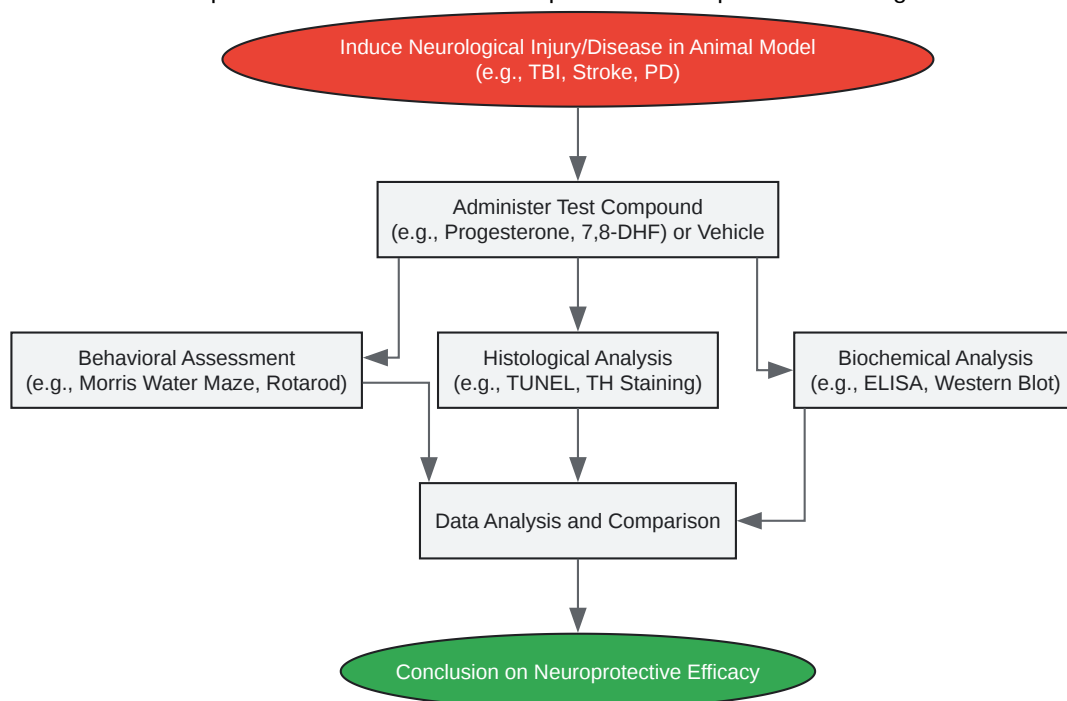 Induce Neurological Injury/Disease in Animal Model
(e.g., TBI, Stroke, PD)
Administer Test Compound
(e.g., Progesterone, 7,8-DHF) or Vehicle
Behavioral Assessment
(e.g., Morris Water Maze, Rotarod)
Histological Analysis
(e.g., TUNEL, TH Staining)
Biochemical Analysis
(e.g., ELISA, Western Blot)
Data Analysis and Comparison
Conclusion on Neuroprotective Efficacy